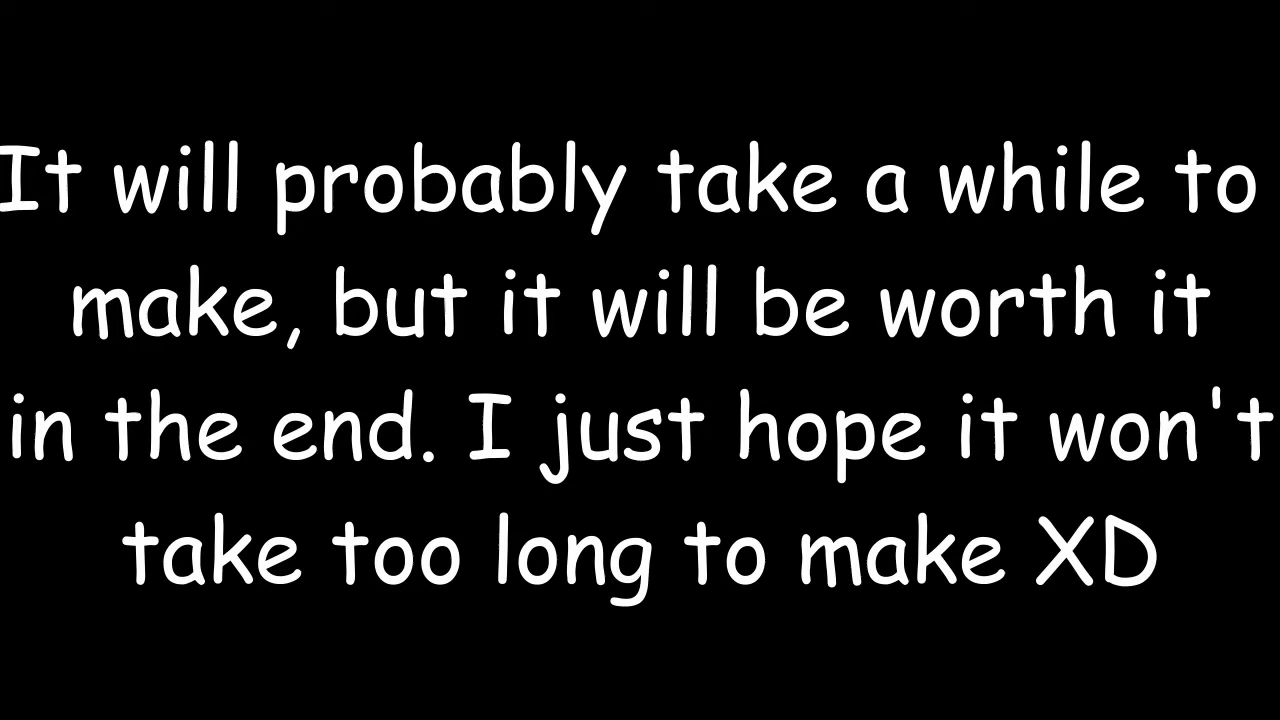 It will probably take a while to
make, but it will be worth it
in the end. I just hope it won't
take too long to make XD